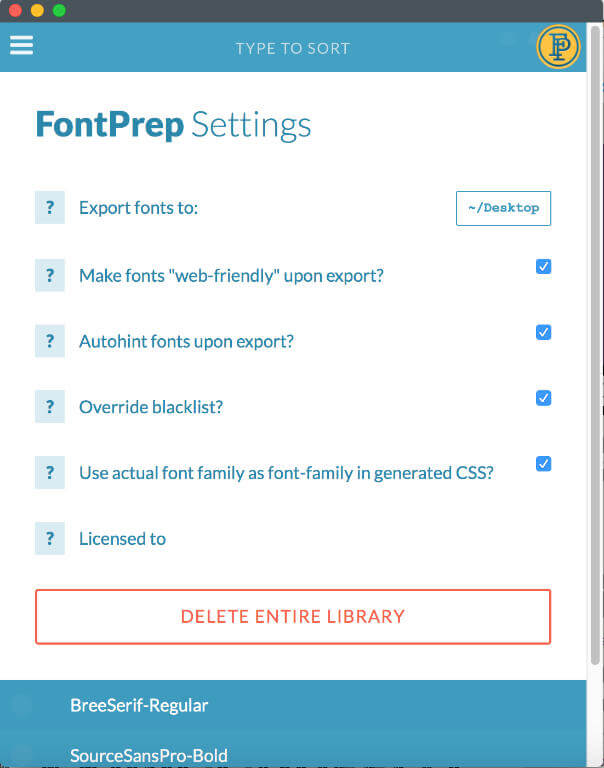 TYPE TO SORT
FP
FontPrep Settings
? Export fonts to: ~/Desktop
? Make fonts "web-friendly" upon export?
? Autohint fonts upon export?
? Override blacklist?
? Use actual font family as font-family in generated CSS?
? Licensed to
DELETE ENTIRE LIBRARY
BreeSerif-Regular
SourceSansPro-Bold